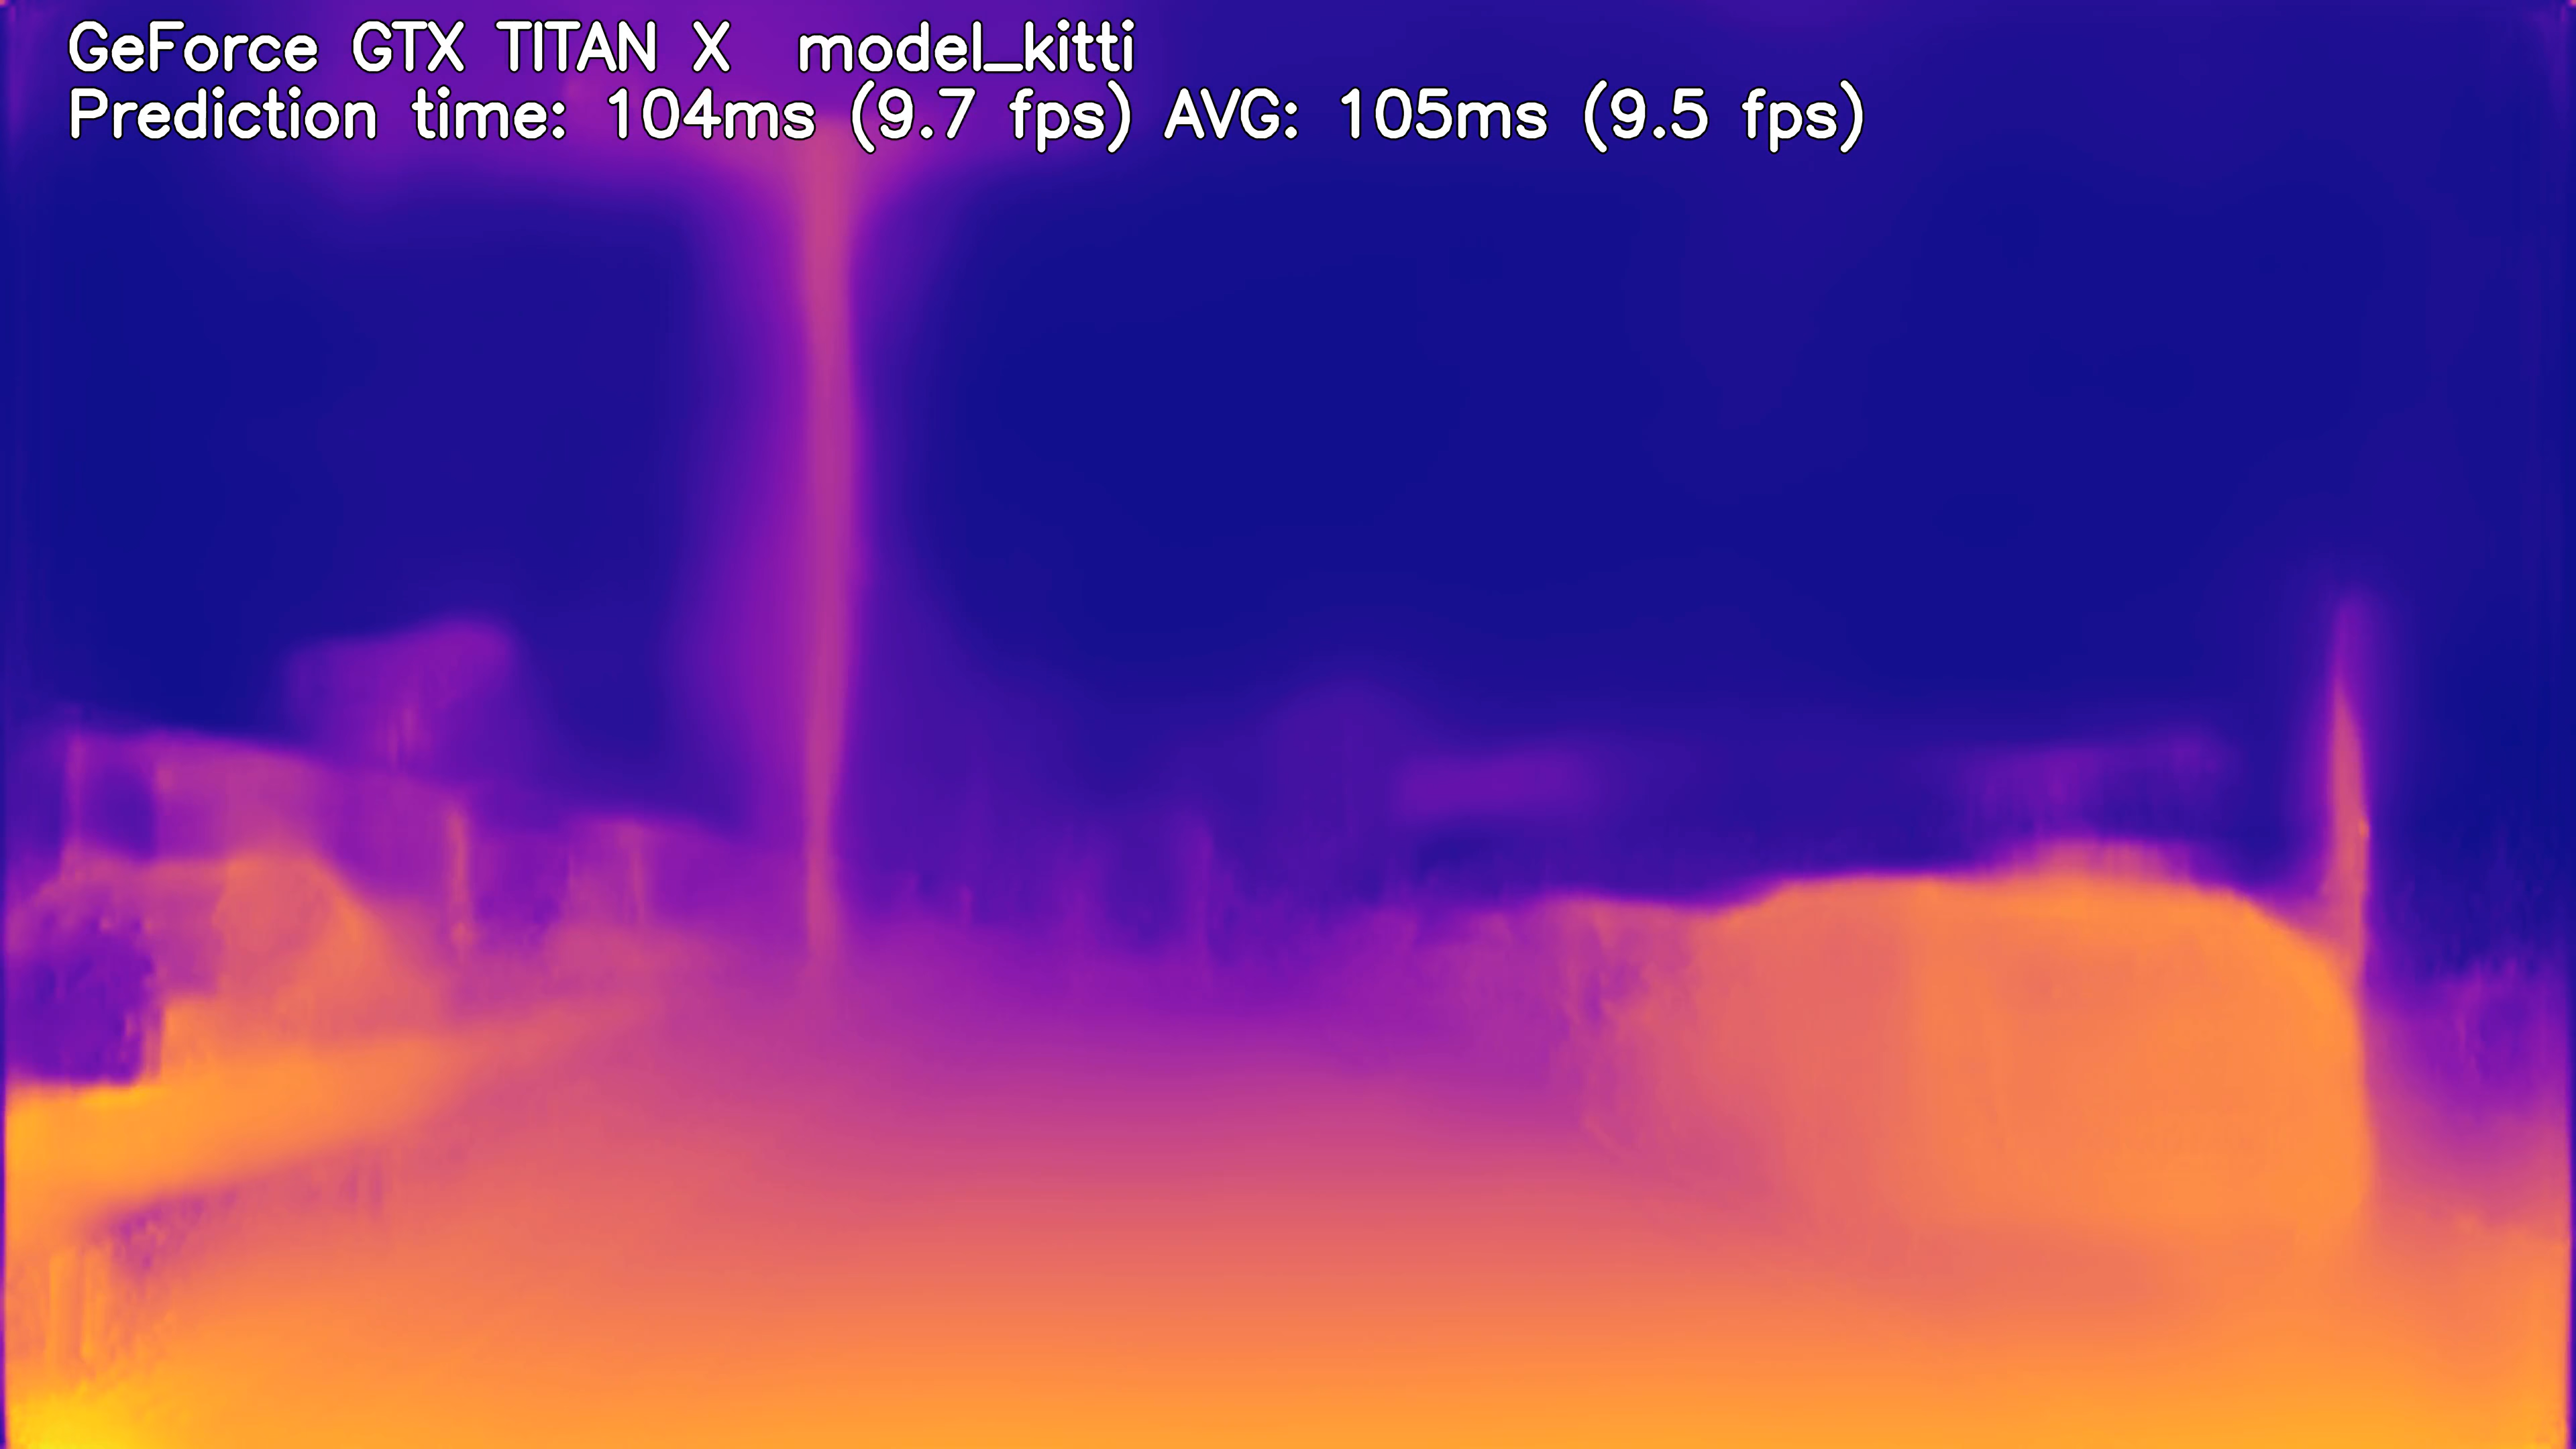 GeForce GTX TITAN X model_kitti
Prediction time: 104ms (9.7 fps) AVG: 105ms (9.5 fps)